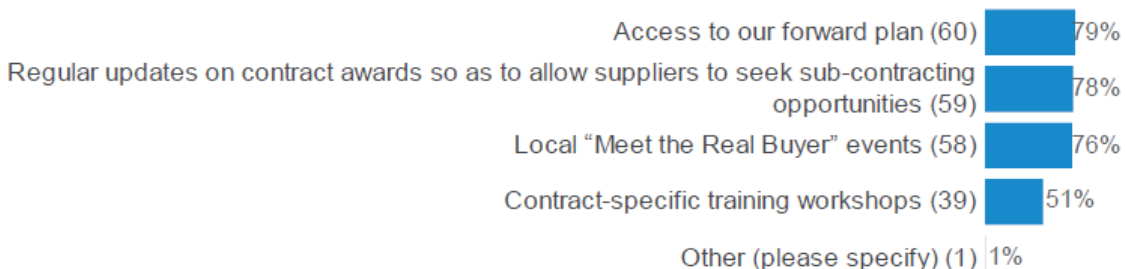 Access to our forward plan (60) 79%
Regular updates on contract awards so as to allow suppliers to seek sub-contracting
opportunities (59) 78%
Local “Meet the Real Buyer” events (58) 76%
Contract-specific training workshops (39) 51%
Other (please specify) (1) 1%